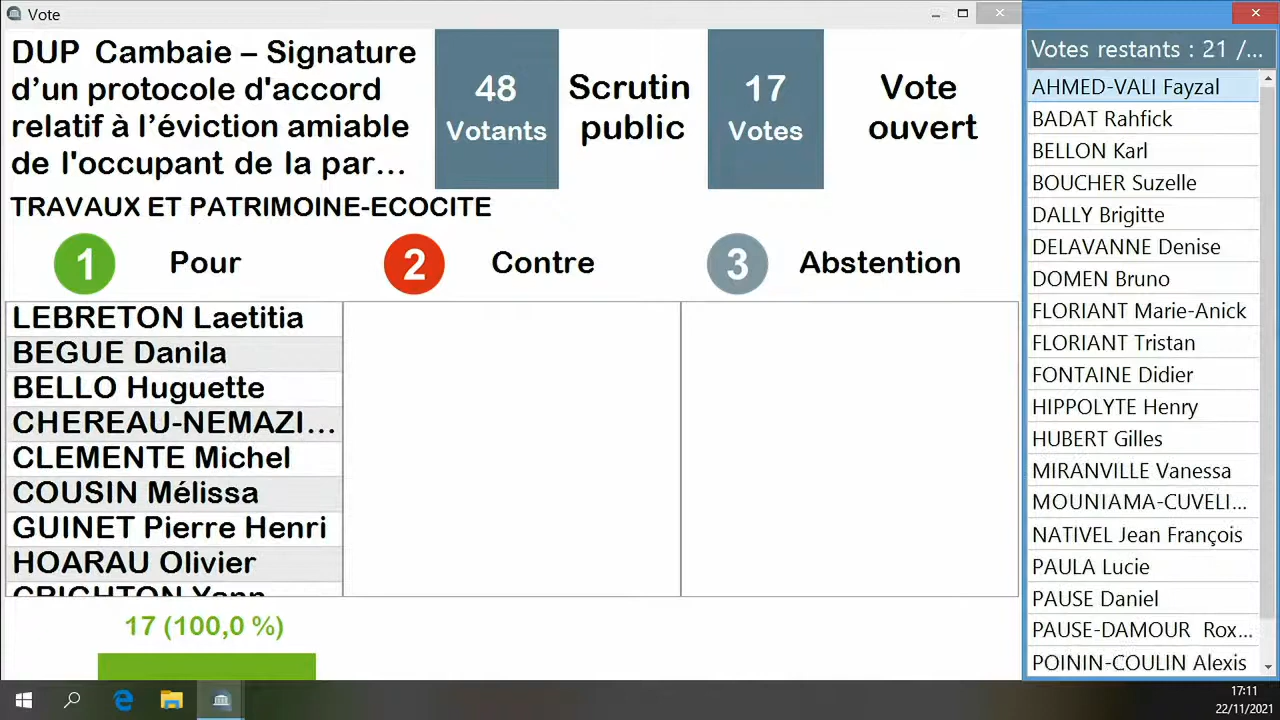 Vote
DUP Cambaie – Signature
d’un protocole d'accord
relatif à l’éviction amiable
de l'occupant de la par...
48
Votants
Scrutin
public
17
Votes
Vote
ouvert
TRAVAUX ET PATRIMOINE-ECOCITE
1 Pour
2 Contre
3 Abstention
LEBRETON Laetitia
BEGUE Danila
BELLO Huguette
CHEREAU-NEMAZI...
CLEMENTE Michel
COUSIN Mélissa
GUINET Pierre Henri
HOARAU Olivier
CRIGHTON Yann
17 (100,0 %)
Votes restants : 21 /...
AHMED-VALI Fayzal
BADAT Rahfick
BELLON Karl
BOUCHER Suzelle
DALLY Brigitte
DELAVANNE Denise
DOMEN Bruno
FLORIANT Marie-Anick
FLORIANT Tristan
FONTAINE Didier
HIPPOLYTE Henry
HUBERT Gilles
MIRANVILLE Vanessa
MOUNIAMA-CUVELI...
NATIVEL Jean François
PAULA Lucie
PAUSE Daniel
PAUSE-DAMOUR Rox...
POININ-COULIN Alexis
17:11
22/11/2021